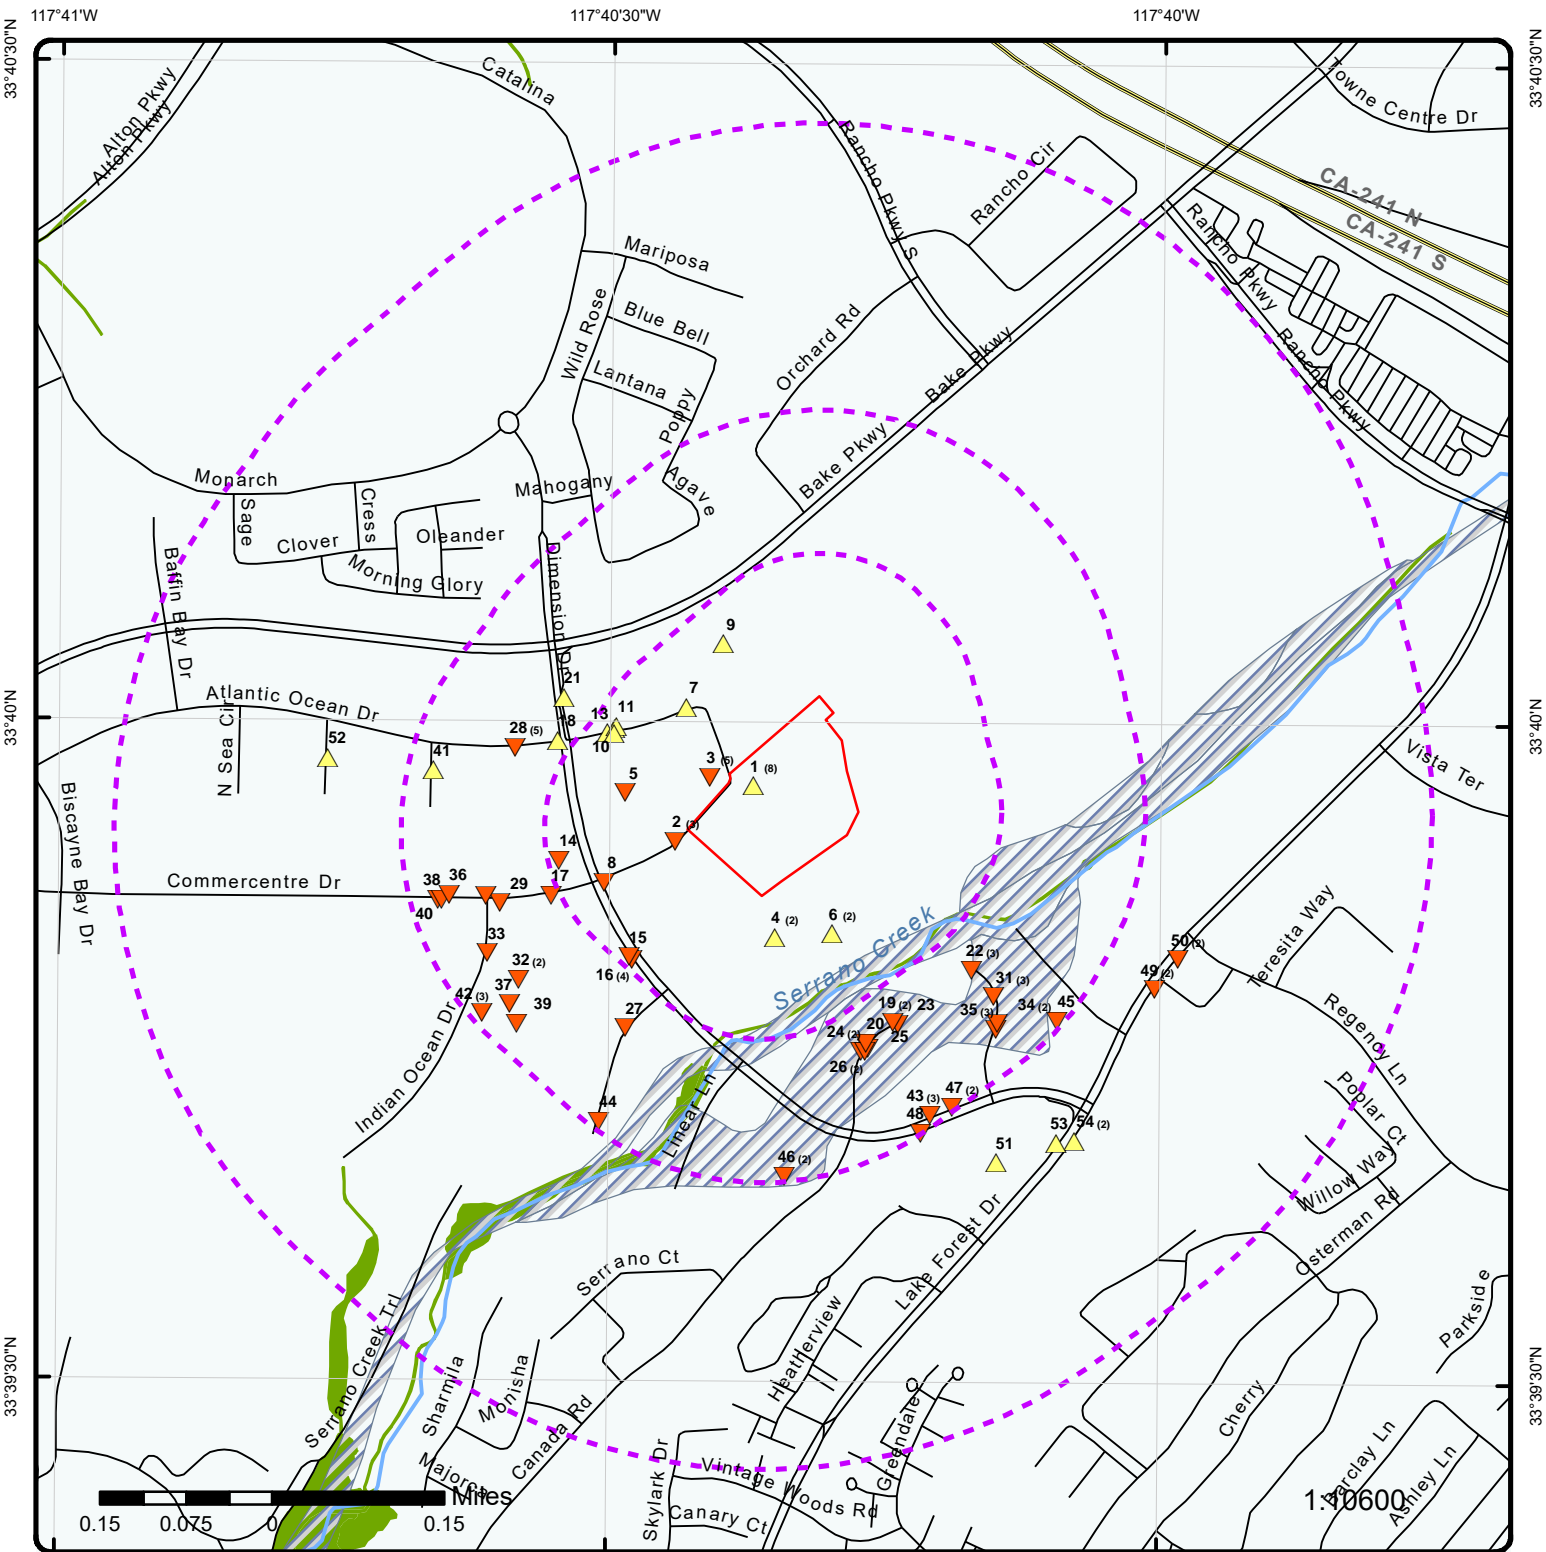 117°41'W
117°40'30"W
117°40'W
33°40'30"N
33°40'30"N
Alton Pkwy
Alton Pkwy
Catalina
Towne Centre Dr
Rancho Pkwy S
Rancho Cir
CA-241 N
CA-241 S
Rancho Pkwy
Rancho Pkwy
Mariposa
Wild Rose
Blue Bell
Lantana
Poppy
Agave
Orchard Rd
Bake Pkwy
Bake Pkwy
Monarch
Sage
Cress
Clover
Oleander
Morning Glory
Mahogany
Dimension Dr
Baffin Bay Dr
Atlantic Ocean Dr
N Sea Cir
Biscayne Bay Dr
33°40'N
33°40'N
9
21
7
11
13
10
18
28 (5)
52
41
5
3 (6)
1 (8)
2 (3)
14
8
17
Commercentre Dr
38
36
40
29
33
32 (2)
37
42 (3)
39
15
16 (4)
27
4 (2)
6 (2)
Serrano Creek
22 (3)
31 (3)
19 (2)
23
35 (3)
34 (2)
45
50 (2)
49 (2)
24 (2)
20
25
26 (2)
Teresita Way
Vista Ter
Regency Ln
Poplar Ct
Willow Way
Osterman Rd
Parkside
Indian Ocean Dr
44
Linear Ln
43 (3)
47 (2)
48
46 (2)
51
53
54 (2)
Lake Forest Dr
Serrano Ct
Serrano Creek Trl
Sharmila
Monisha
Majorca
Canada Rd
Heatherview
Greendale
Skylark Dr
Vintage Woods Rd
Canary Ct
Cherry
Barclay Ln
Ashley Ln
33°39'30"N
33°39'30"N
Miles
0.15
0.075
0
0.15
1:10600